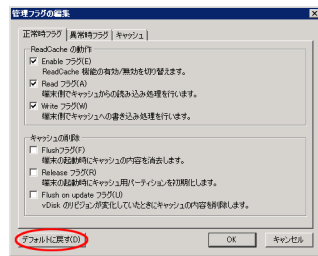 管理フラグの編集
正常時フラグ 異常時フラグ キャッシュ
ReadCache の動作
Enable フラグ(E)
ReadCache 機能の有効/無効を切り替えます。
Read フラグ(A)
端末側でキャッシュからの読み込み処理を行います。
Write フラグ(W)
端末側でキャッシュへの書き込み処理を行います。
キャッシュの削除
Flushフラグ(F)
端末の起動時にキャッシュの内容を消去します。
Release フラグ(R)
端末の起動時にキャッシュ用パーティションを初期化します。
Flush on update フラグ(U)
vDisk のリビジョンが変化していたときにキャッシュの内容を削除します。
デフォルトに戻す(D) OK キャンセル